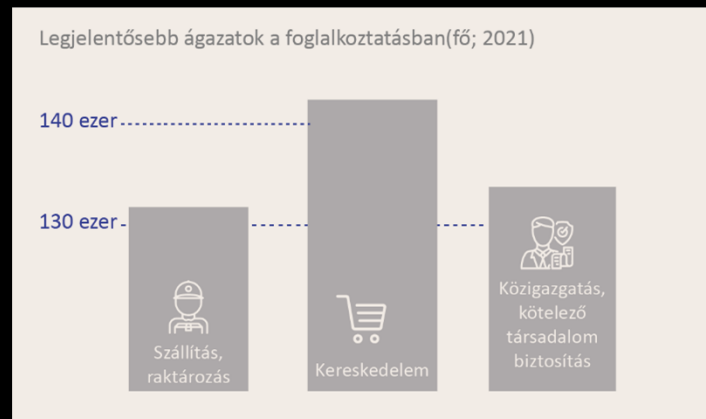 Legjelentősebb ágazatok a foglalkoztatásban(fő; 2021)
140 ezer
130 ezer
Szállítás,
raktározás
Kereskedelem
Közigazgatás,
kötelező
társadalom
biztosítás